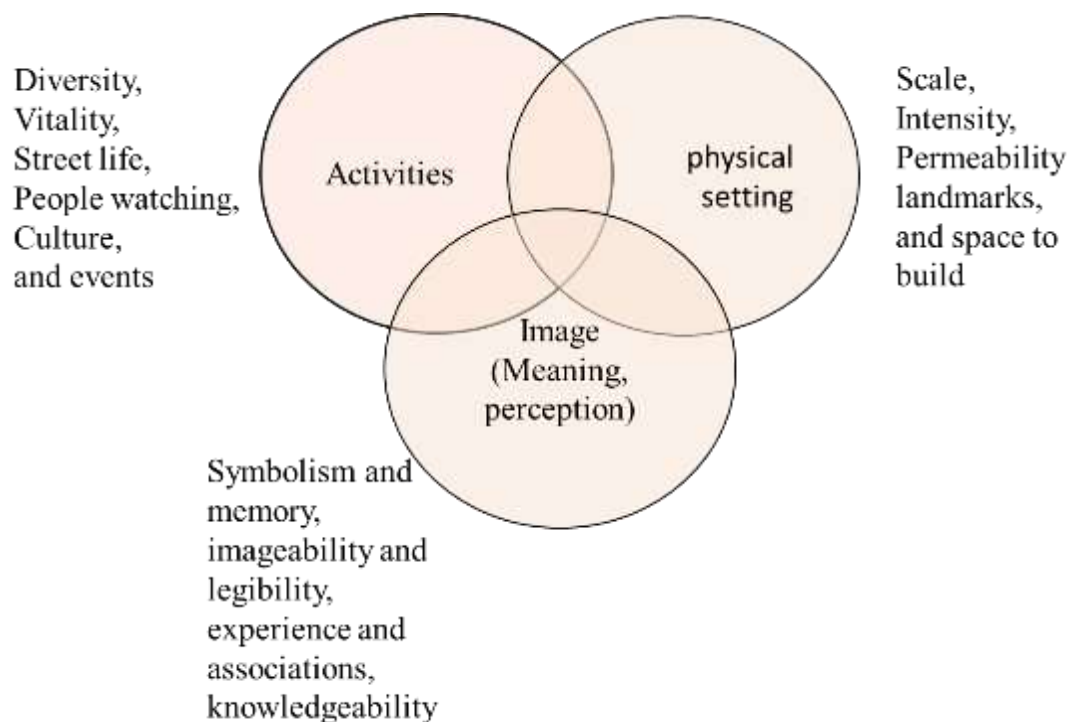 Diversity,
Vitality,
Street life,
People watching,
Culture,
and events
Activities
physical
setting
Scale,
Intensity,
Permeability
landmarks,
and space to
build
Image
(Meaning,
perception)
Symbolism and
memory,
imageability and
legibility,
experience and
associations,
knowledgeability